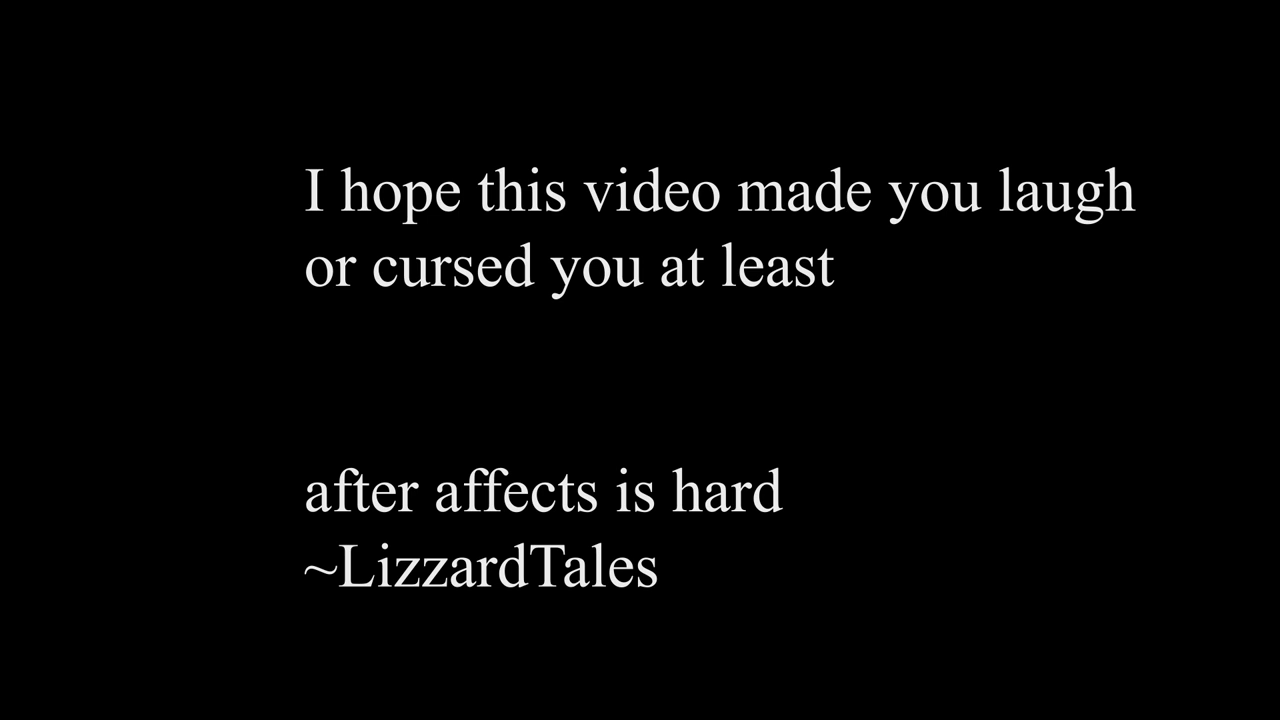 I hope this video made you laugh
or cursed you at least
after affects is hard
~LizzardTales